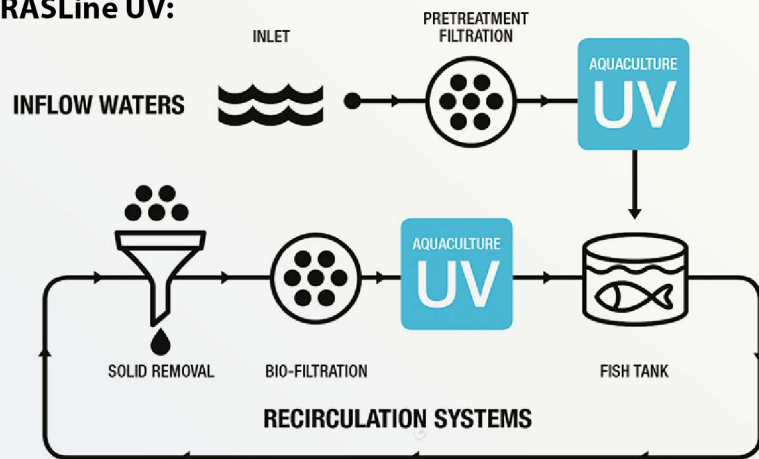 RASLine UV:
INLET
PRETREATMENT
FILTRATION
AQUACULTURE
UV
INFLOW WATERS
AQUACULTURE
UV
SOLID REMOVAL
BIO-FILTRATION
FISH TANK
RECIRCULATION SYSTEMS